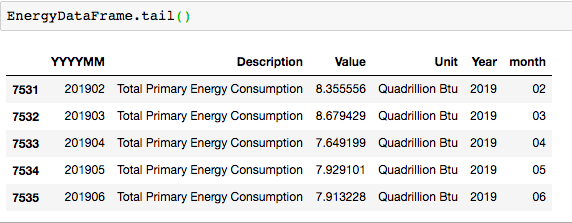 EnergyDataFrame.tail()
YYYYMM Description Value Unit Year month
7531 201902 Total Primary Energy Consumption 8.355556 Quadrillion Btu 2019 02
7532 201903 Total Primary Energy Consumption 8.679429 Quadrillion Btu 2019 03
7533 201904 Total Primary Energy Consumption 7.649199 Quadrillion Btu 2019 04
7534 201905 Total Primary Energy Consumption 7.929101 Quadrillion Btu 2019 05
7535 201906 Total Primary Energy Consumption 7.913228 Quadrillion Btu 2019 06